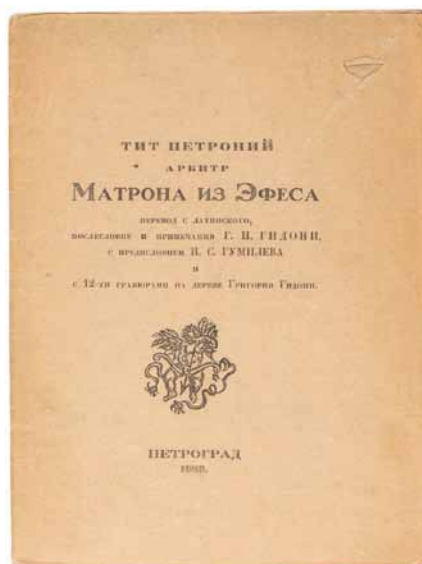 ТИТ ПЕТРОНИЙ
АРБИТР
МАТРОНА ИЗ ЭФЕСА
ПЕРЕВОД С ЛАТИНСКОГО,
ПОСЛЕСЛОВИЕ И ПРИМЕЧАНИЯ Г. И. ГИДОНИ,
С ПРЕДИСЛОВИЕМ Н. С. ГУМИЛЕВА
И
С 12-ТИ ГРАВЮРАМИ НА ДЕРЕВЕ ГРИГОРИЯ ГИДОНИ.
ПЕТРОГРАД